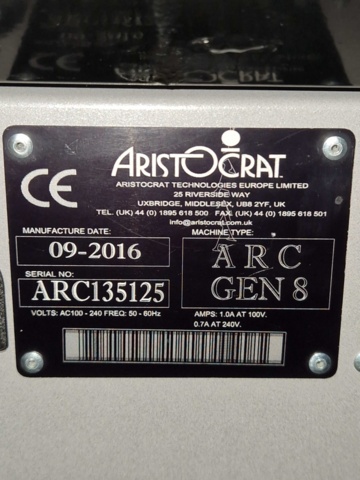 CE
ARISTOCRAT
ARISTOCRAT TECHNOLOGIES EUROPE LIMITED
25 RIVERSIDE WAY
UXBRIDGE, MIDDLESEX, UB8 2YF, UK
TEL. (UK) 44 (0) 1895 618 500 FAX. (UK) 44 (0) 1895 618 501
info@aristocrat.com.uk
MANUFACTURE DATE: MACHINE TYPE:
09-2016 ARC
SERIAL NO: GEN 8
ARC135125
VOLTS: AC100 - 240 FREQ: 50 - 60Hz AMPS: 1.0A AT 100V.
0.7A AT 240V.